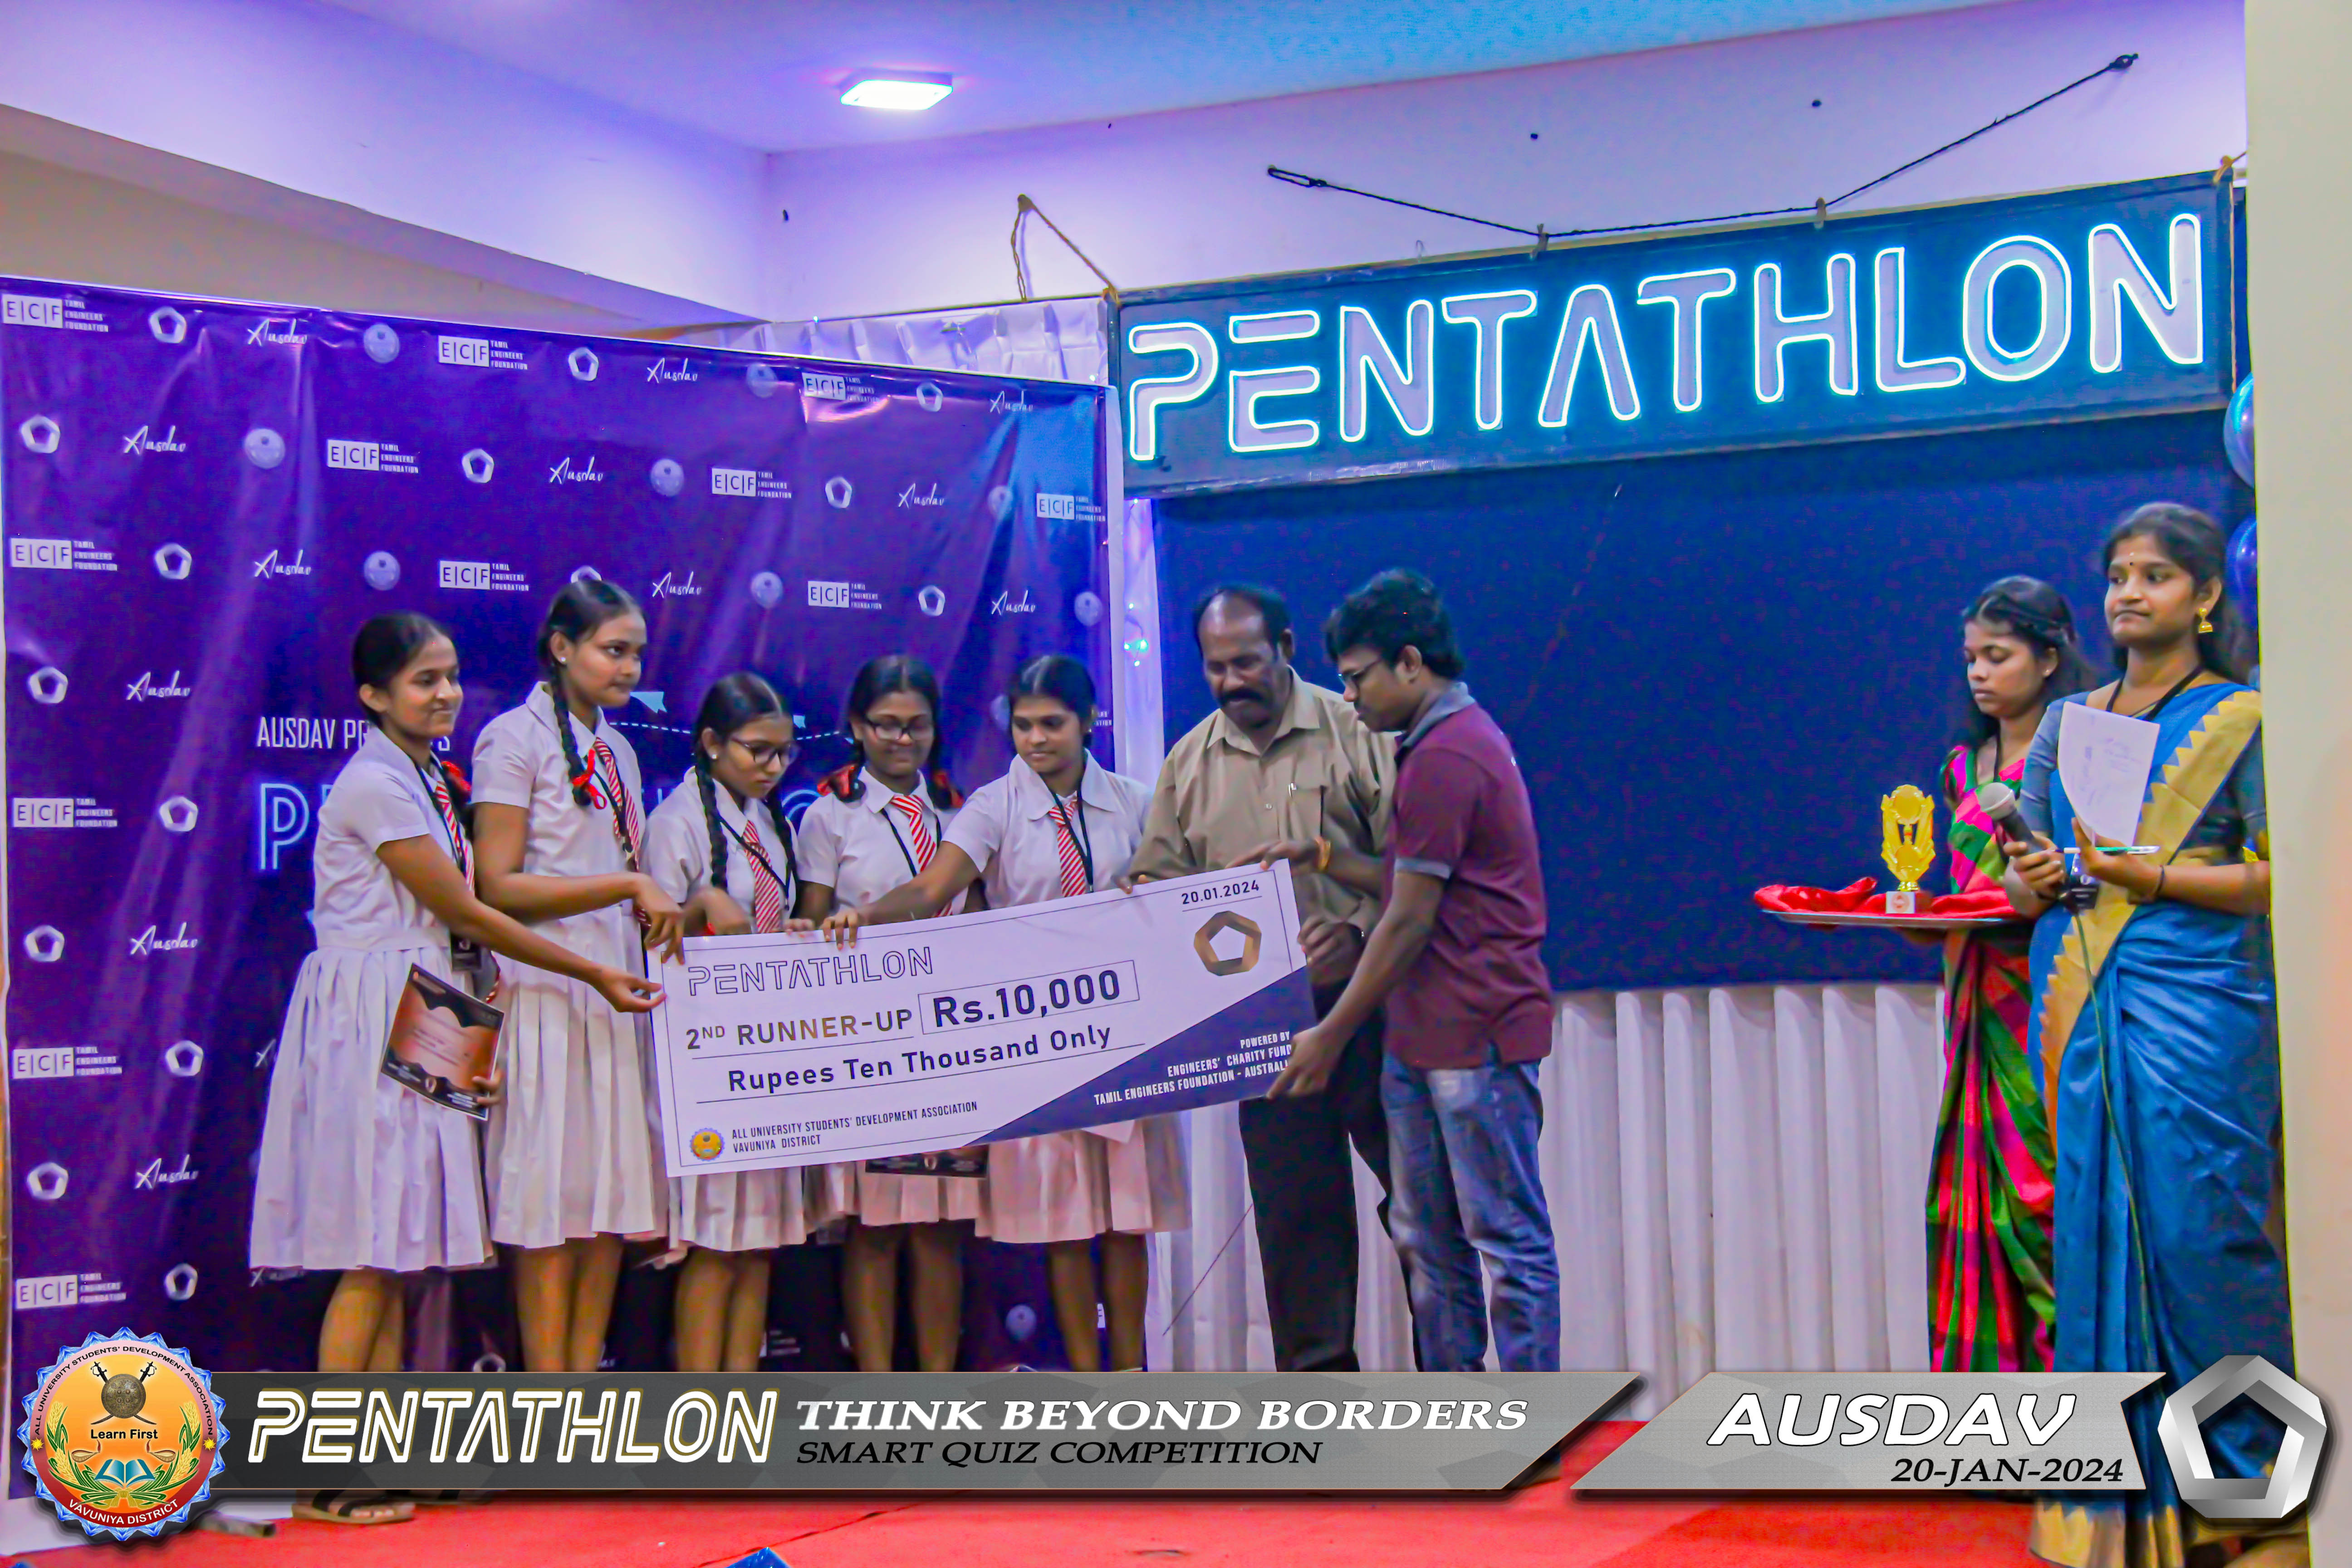 PENTATHLON
E|C|F TAMIL ENGINEERS' FOUNDATION
Ausdav
AUSDAV
20.01.2024
PENTATHLON
2ND RUNNER-UP Rs.10,000
Rupees Ten Thousand Only
POWERED BY
ENGINEERS' CHARITY FUND
TAMIL ENGINEERS FOUNDATION - AUSTRALI
ALL UNIVERSITY STUDENTS' DEVELOPMENT ASSOCIATION
VAVUNIYA DISTRICT
ALL UNIVERSITY STUDENTS' DEVELOPMENT ASSOCIATION
Learn First
VAVUNIYA DISTRICT
PENTATHLON THINK BEYOND BORDERS
SMART QUIZ COMPETITION
AUSDAV
20-JAN-2024